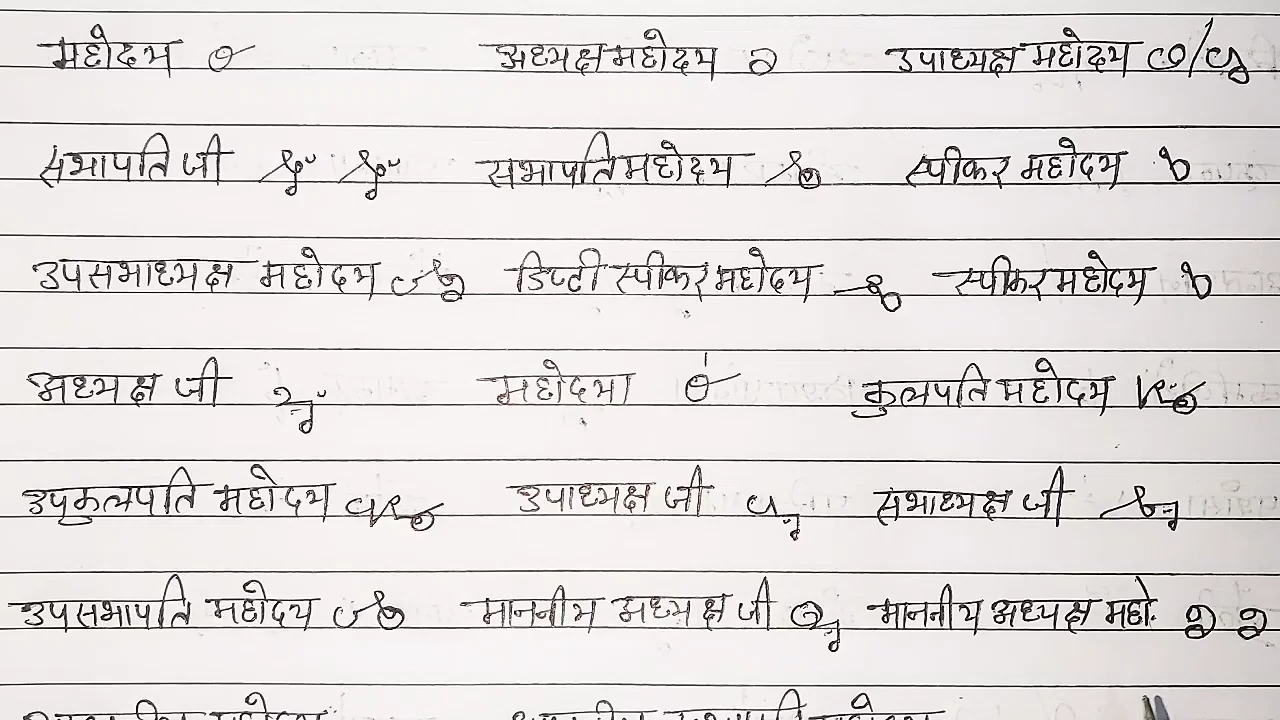 महोदय अध्यक्ष महोदय उपाध्यक्ष महोदय
सभापति जी सभापति महोदय स्पीकर महोदय
उपसभाध्यक्ष महोदय डिप्टी स्पीकर महोदय स्पीकर महोदय
अध्यक्ष जी महोदया कुलपति महोदय
उपकुलपति महोदय उपाध्यक्ष जी सभाध्यक्ष जी
उपसभापति महोदय माननीय अध्यक्ष जी माननीय अध्यक्ष महो.